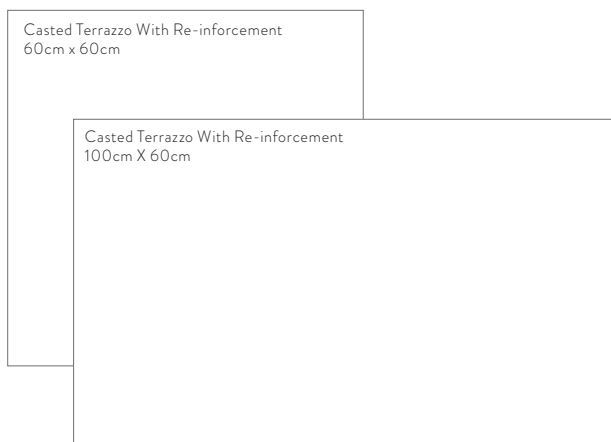 Casted Terrazzo With Re-inforcement
60cm x 60cm
Casted Terrazzo With Re-inforcement
100cm X 60cm